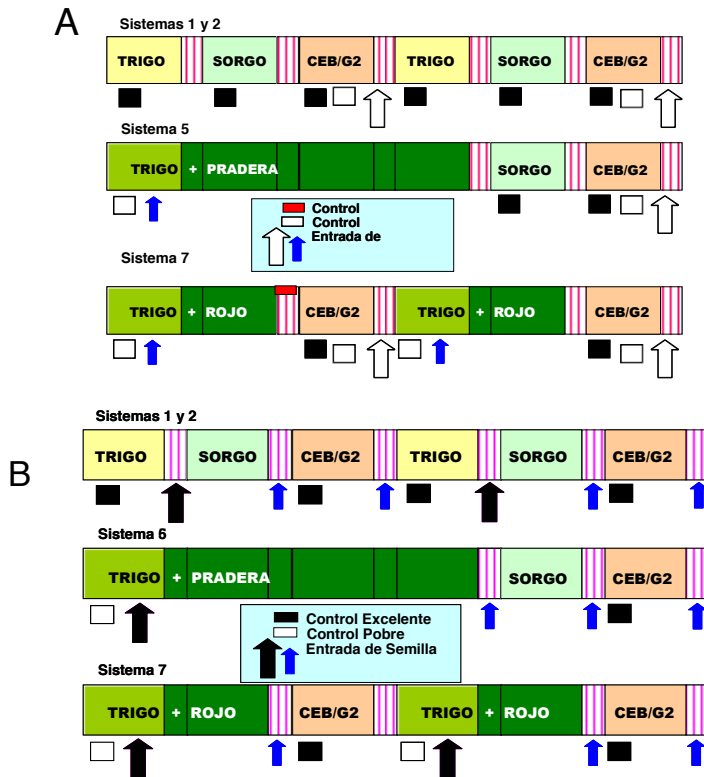 A
Sistemas 1 y 2
TRIGO SORGO CEB/G2 TRIGO SORGO CEB/G2
Sistema 5
TRIGO + PRADERA SORGO CEB/G2
Control
Control
Entrada de
Sistema 7
TRIGO + ROJO CEB/G2 TRIGO + ROJO CEB/G2
B
Sistemas 1 y 2
TRIGO SORGO CEB/G2 TRIGO SORGO CEB/G2
Sistema 6
TRIGO + PRADERA SORGO CEB/G2
Control Excelente
Control Pobre
Entrada de Semilla
Sistema 7
TRIGO + ROJO CEB/G2 TRIGO + ROJO CEB/G2